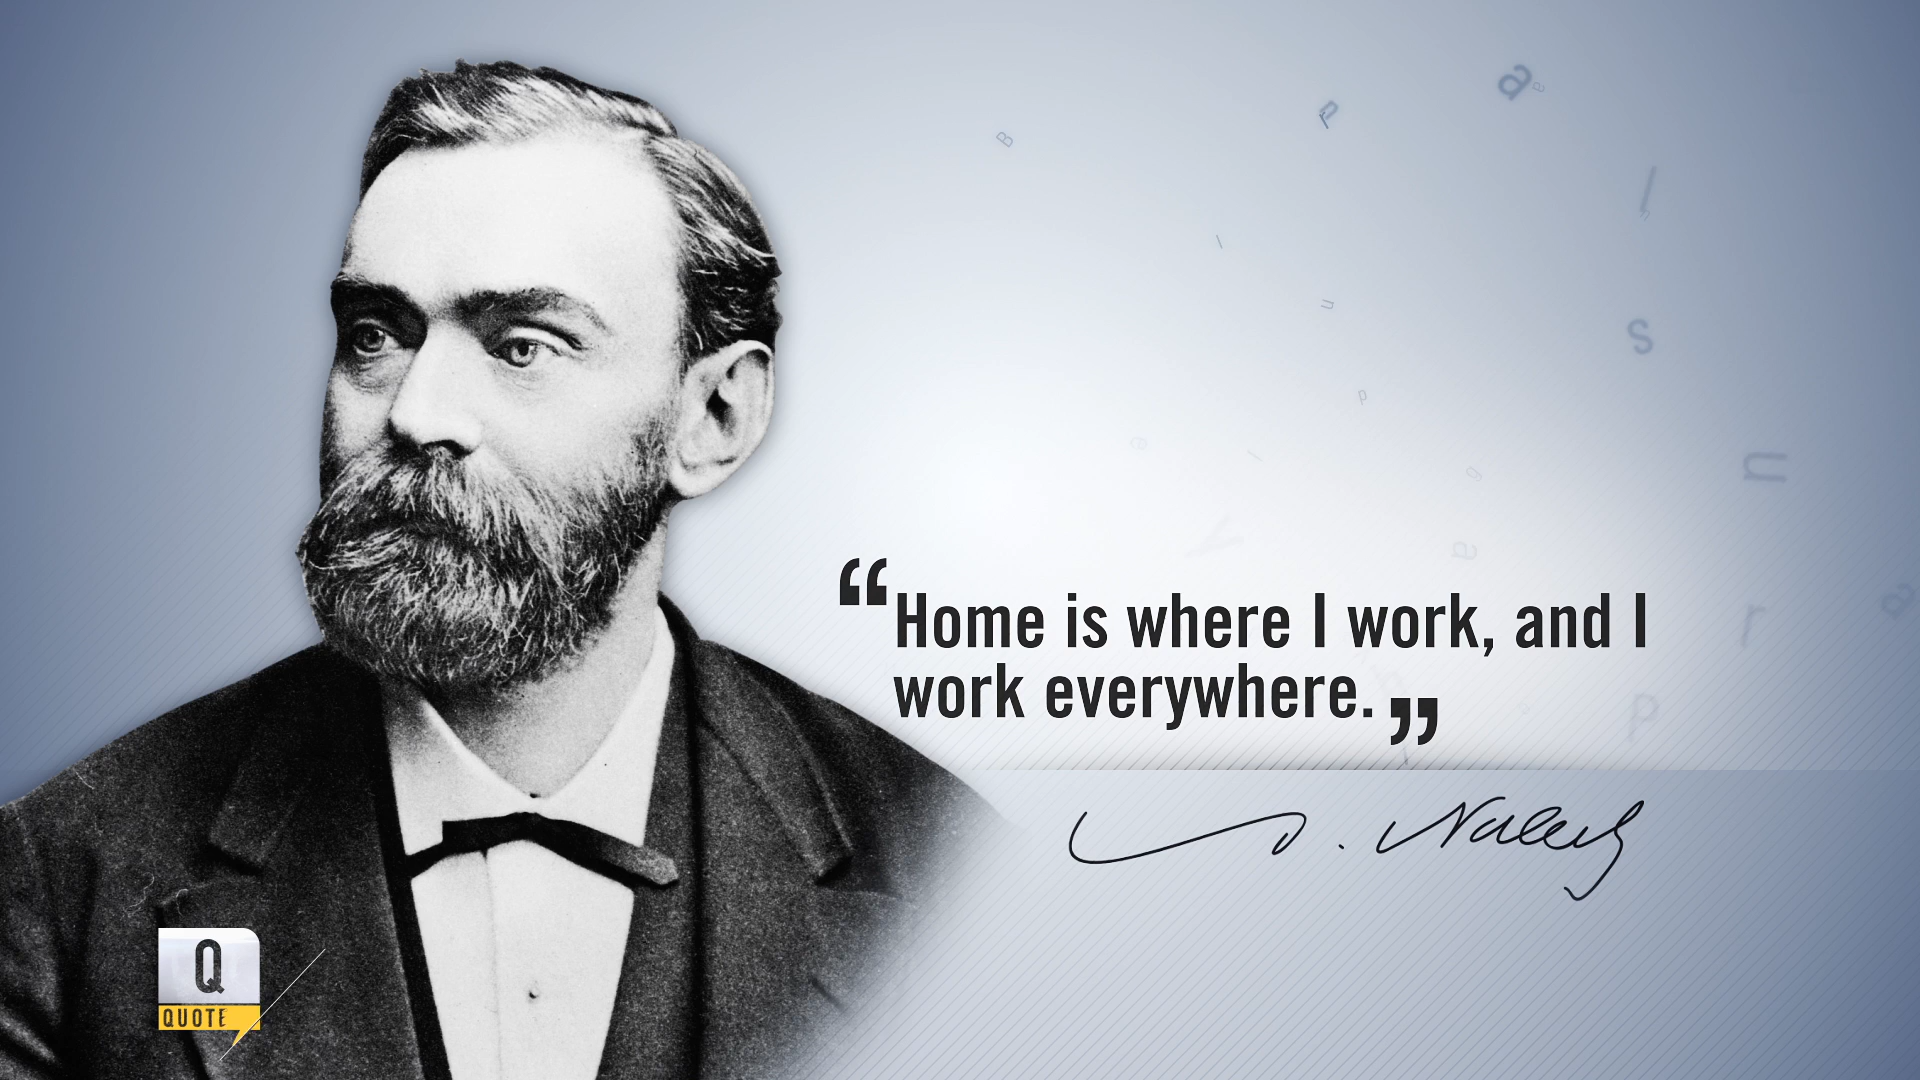 “Home is where I work, and I
work everywhere.”
Q
QUOTE